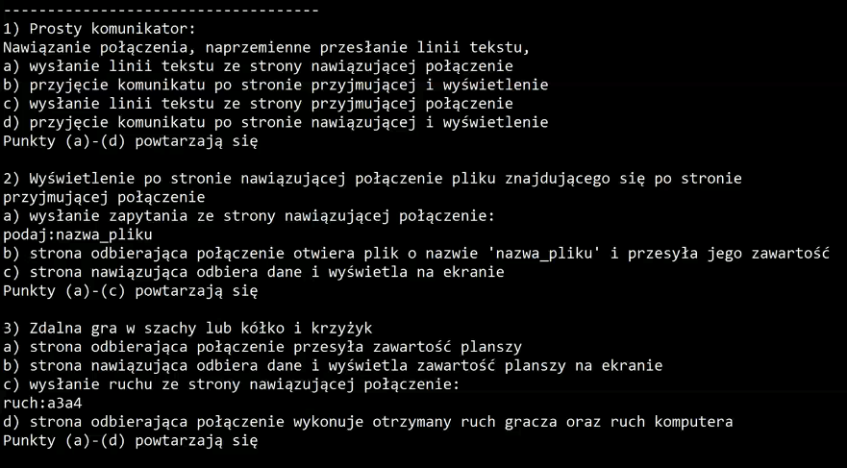 ------------------------------------
1) Prosty komunikator:
Nawiązanie połączenia, naprzemienne przesłanie linii tekstu,
a) wysłanie linii tekstu ze strony nawiązującej połączenie
b) przyjęcie komunikatu po stronie przyjmującej i wyświetlenie
c) wysłanie linii tekstu ze strony przyjmującej połączenie
d) przyjęcie komunikatu po stronie nawiązującej i wyświetlenie
Punkty (a)-(d) powtarzają się

2) Wyświetlenie po stronie nawiązującej połączenie pliku znajdującego się po stronie
przyjmującej połączenie
a) wysłanie zapytania ze strony nawiązującej połączenie:
podaj:nazwa_pliku
b) strona odbierająca połączenie otwiera plik o nazwie 'nazwa_pliku' i przesyła jego zawartość
c) strona nawiązująca odbiera dane i wyświetla na ekranie
Punkty (a)-(c) powtarzają się

3) Zdalna gra w szachy lub kółko i krzyżyk
a) strona odbierająca połączenie przesyła zawartość planszy
b) strona nawiązująca odbiera dane i wyświetla zawartość planszy na ekranie
c) wysłanie ruchu ze strony nawiązującej połączenie:
ruch:a3a4
d) strona odbierająca połączenie wykonuje otrzymany ruch gracza oraz ruch komputera
Punkty (a)-(d) powtarzają się